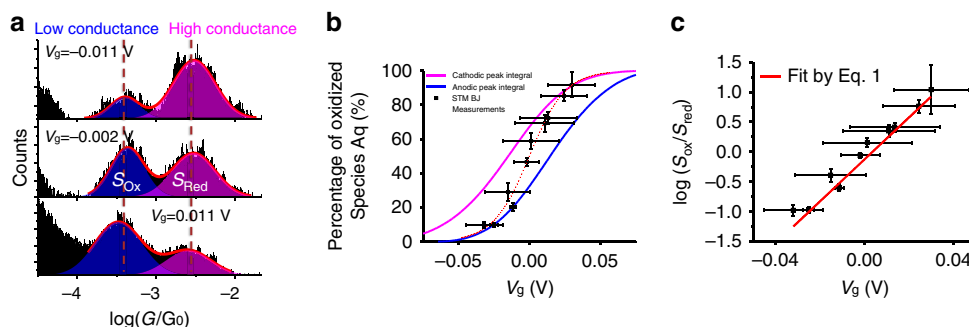 a
Low conductance High conductance
Vg=−0.011 V
Vg=−0.002 V
SOx SRed
Vg=0.011 V
Counts
−4 −3 −2
log(G/G0)
b
100
80
60
40
20
0
Cathodic peak integral
Anodic peak integral
STM BJ
Measurements
Percentage of oxidized
Species Aq (%)
−0.05 0.00 0.05
Vg (V)
c
1.5
1.0
0.5
0.0
−0.5
−1.0
−1.5
Fit by Eq. 1
log (Sox/Sred)
−0.04 0.00 0.04
Vg (V)